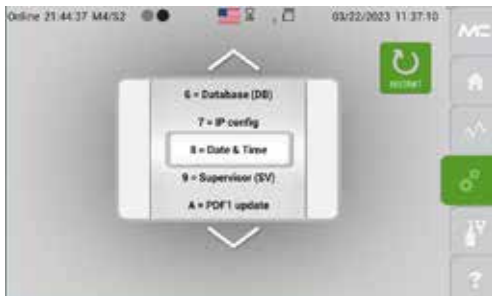 Online 21:44:37 M4/S2
03/22/2023 11:37:10
MC
RESTART
6 = Database (DB)
7 = IP config
8 = Date & Time
9 = Supervisor (SV)
A = PDF1 update
?